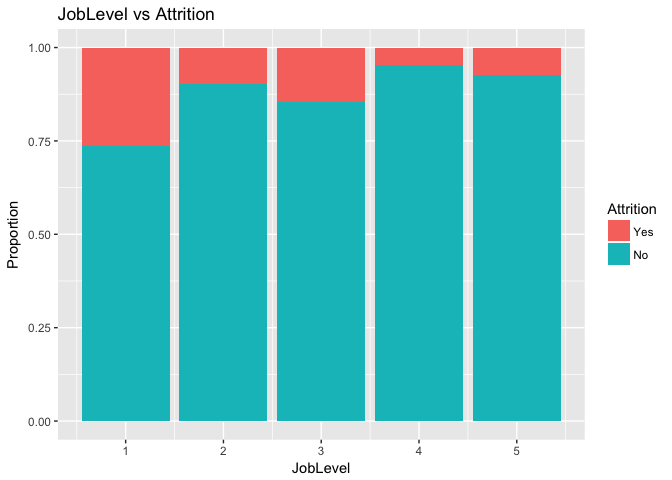 JobLevel vs Attrition
1.00
0.75
0.50
0.25
0.00
Proportion
1 2 3 4 5
JobLevel
Attrition
Yes
No